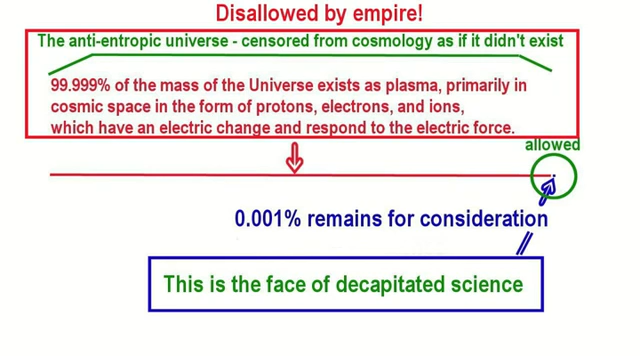 Disallowed by empire!
The anti-entropic universe - censored from cosmology as if it didn't exist
99.999% of the mass of the Universe exists as plasma, primarily in
cosmic space in the form of protons, electrons, and ions,
which have an electric change and respond to the electric force.
allowed
0.001% remains for consideration
This is the face of decapitated science